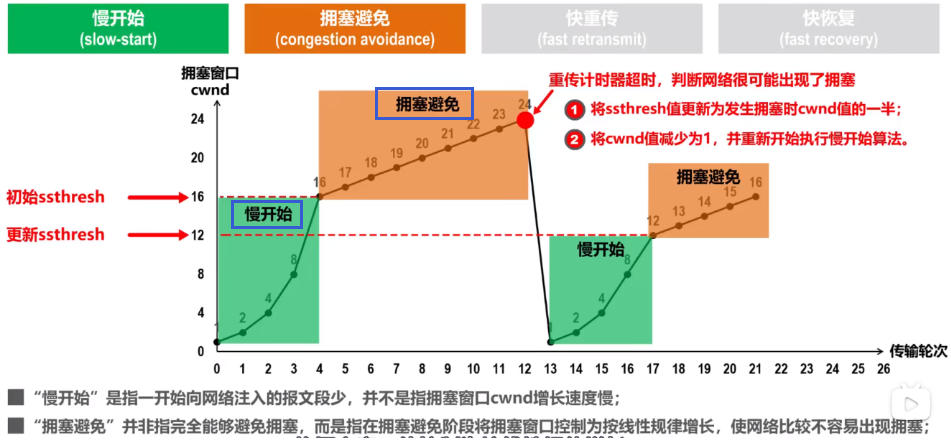 慢开始
(slow-start)
拥塞避免
(congestion avoidance)
快重传
(fast retransmit)
快恢复
(fast recovery)
拥塞窗口
cwnd
重传计时器超时，判断网络很可能出现了拥塞
1 将ssthresh值更新为发生拥塞时cwnd值的一半；
2 将cwnd值减少为1，并重新开始执行慢开始算法。
拥塞避免
24
20
初始ssthresh
16
更新ssthresh
12
8
4
0
慢开始
1
2
4
8
16
17
18
19
20
21
22
23
24
慢开始
1
2
4
8
拥塞避免
12
13
14
15
16
0 1 2 3 4 5 6 7 8 9 10 11 12 13 14 15 16 17 18 19 20 21 22 23 24 25 26
传输轮次
“慢开始”是指一开始向网络注入的报文段少，并不是指拥塞窗口cwnd增长速度慢；
“拥塞避免”并非指完全能够避免拥塞，而是指在拥塞避免阶段将拥塞窗口控制为按线性规律增长，使网络比较不容易出现拥塞；